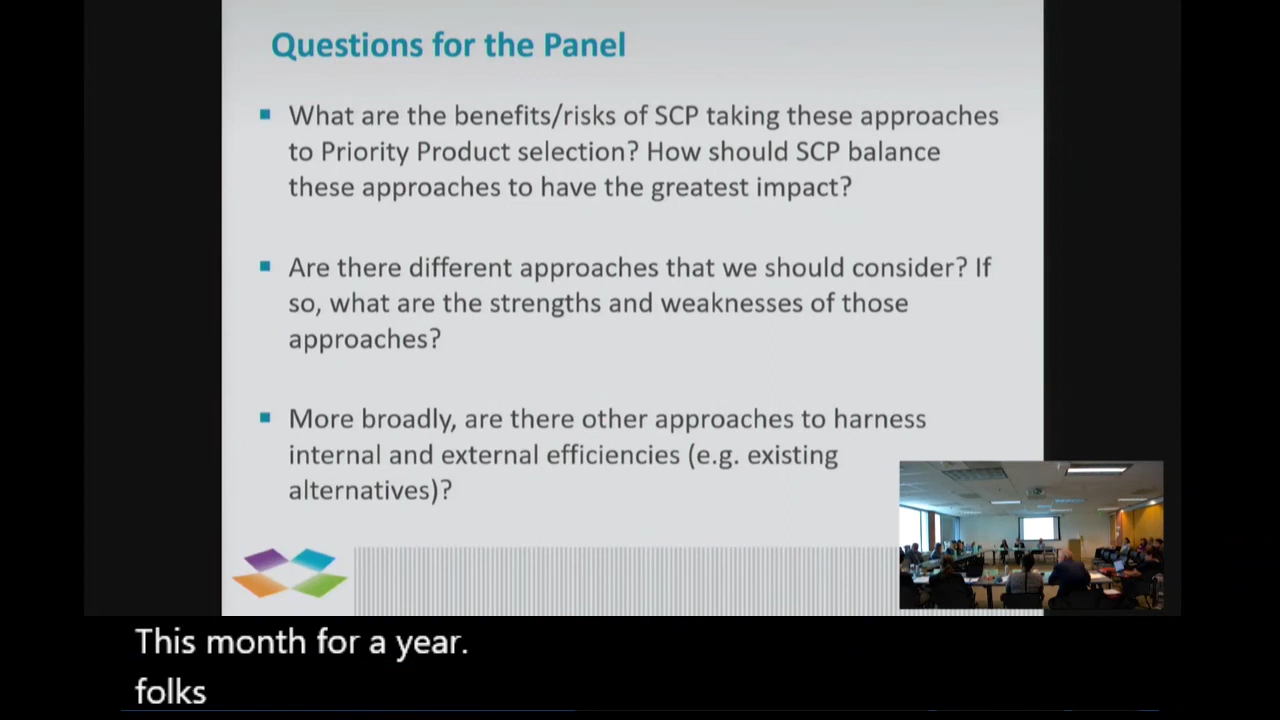 Questions for the Panel
What are the benefits/risks of SCP taking these approaches
to Priority Product selection? How should SCP balance
these approaches to have the greatest impact?
Are there different approaches that we should consider? If
so, what are the strengths and weaknesses of those
approaches?
More broadly, are there other approaches to harness
internal and external efficiencies (e.g. existing
alternatives)?
This month for a year.
folks